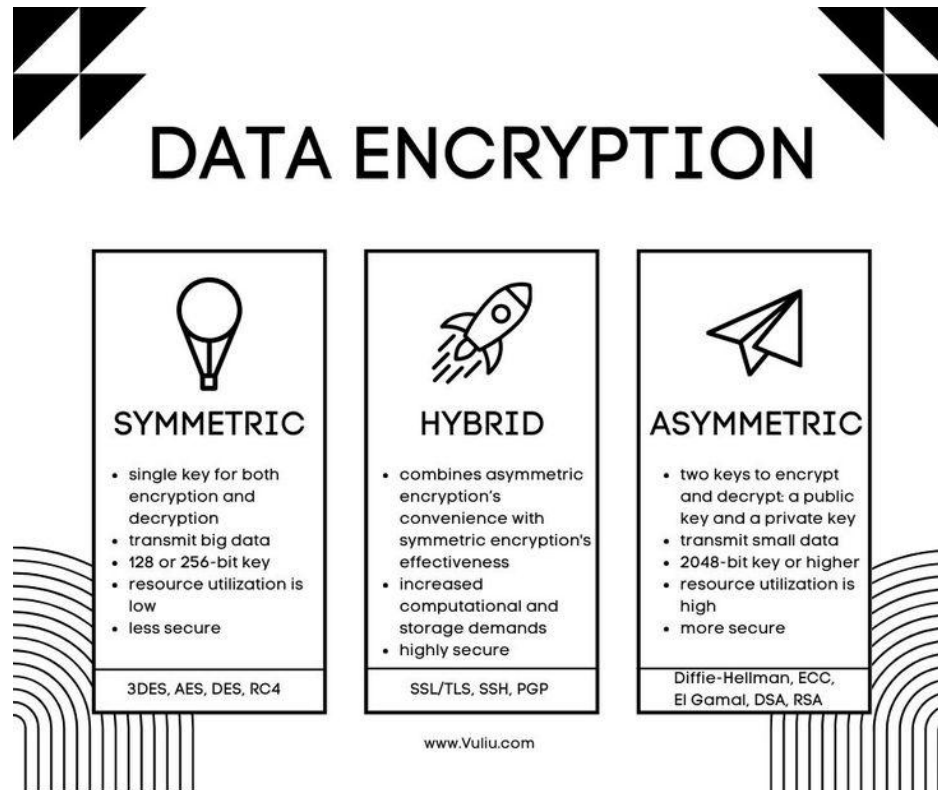 DATA ENCRYPTION
SYMMETRIC
• single key for both
encryption and
decryption
• transmit big data
• 128 or 256-bit key
• resource utilization is
low
• less secure
3DES, AES, DES, RC4
HYBRID
• combines asymmetric
encryption's
convenience with
symmetric encryption's
effectiveness
• increased
computational and
storage demands
• highly secure
SSL/TLS, SSH, PGP
ASYMMETRIC
• two keys to encrypt
and decrypt: a public
key and a private key
• transmit small data
• 2048-bit key or higher
• resource utilization is
high
• more secure
Diffie-Hellman, ECC,
El Gamal, DSA, RSA
www.Vuliu.com